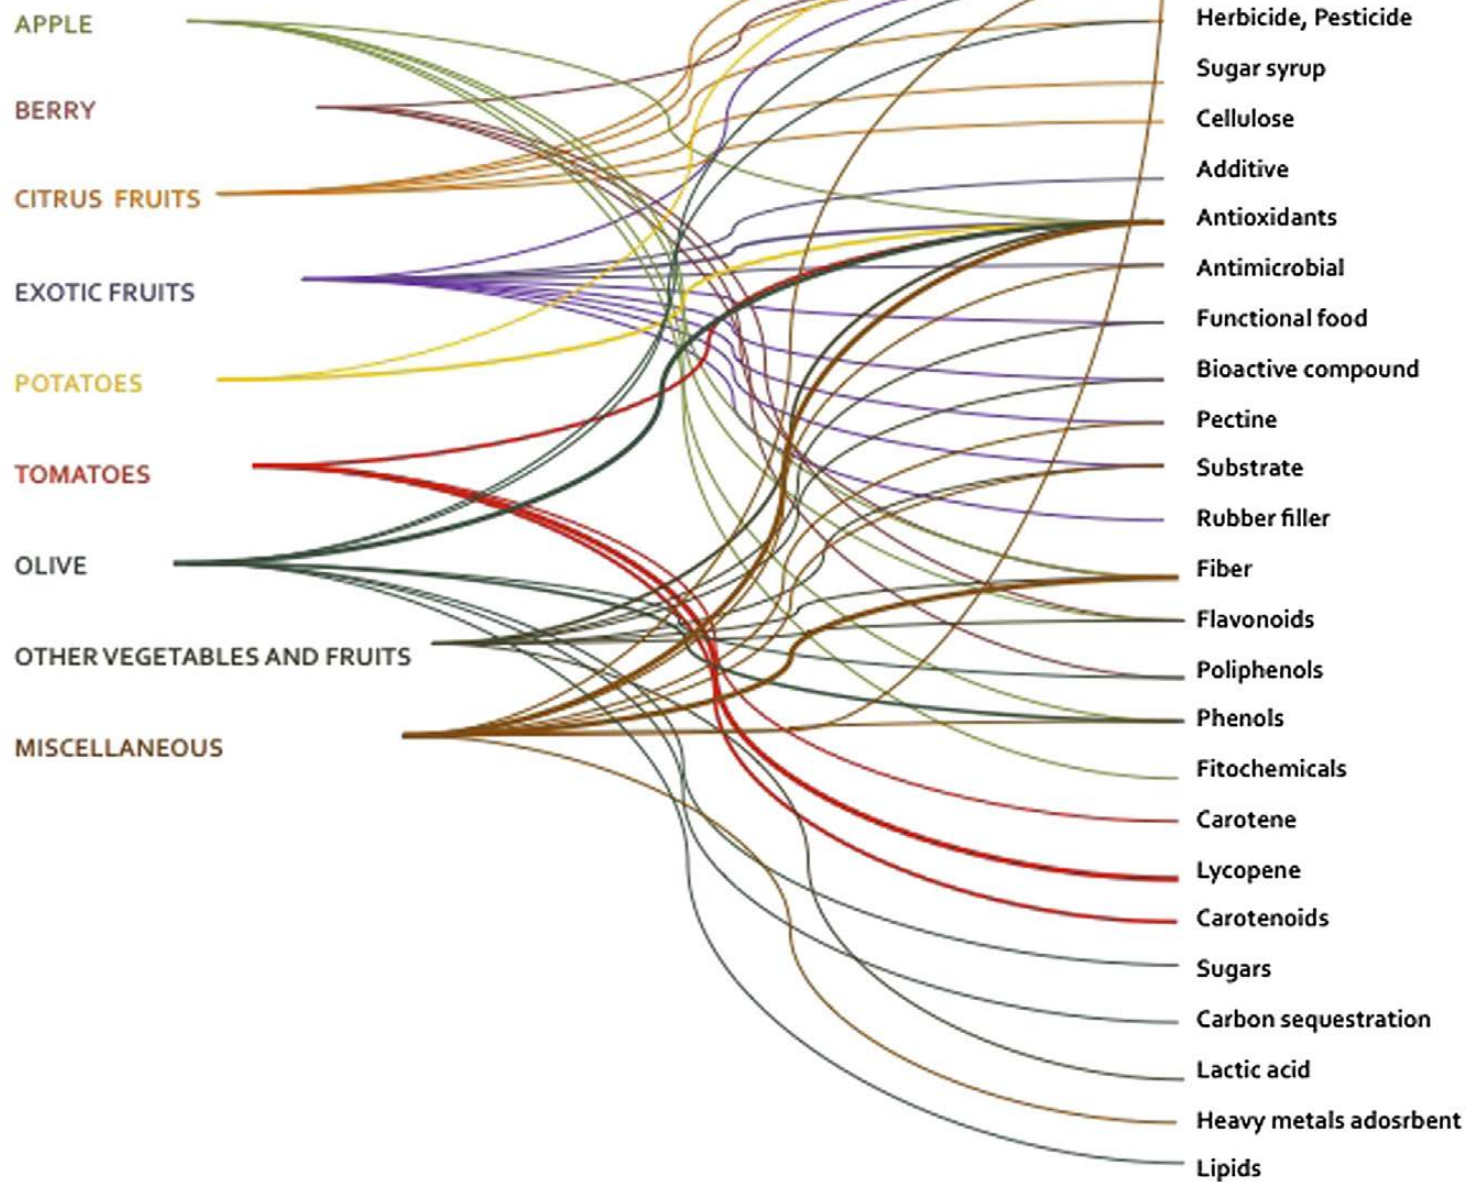 APPLE
BERRY
CITRUS FRUITS
EXOTIC FRUITS
POTATOES
TOMATOES
OLIVE
OTHER VEGETABLES AND FRUITS
MISCELLANEOUS
Herbicide, Pesticide
Sugar syrup
Cellulose
Additive
Antioxidants
Antimicrobial
Functional food
Bioactive compound
Pectine
Substrate
Rubber filler
Fiber
Flavonoids
Poliphenols
Phenols
Fitochemicals
Carotene
Lycopene
Carotenoids
Sugars
Carbon sequestration
Lactic acid
Heavy metals adosrbent
Lipids